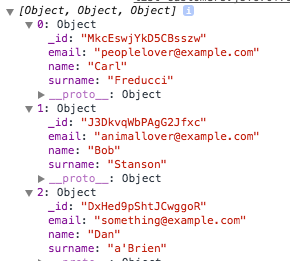 [Object, Object, Object]
0: Object
_id: "MkcEswjYkD5CBsszw"
email: "peoplelover@example.com"
name: "Carl"
surname: "Freducci"
__proto__: Object
1: Object
_id: "J3DkvqWbPAgG2Jfxc"
email: "animallover@example.com"
name: "Bob"
surname: "Stanson"
__proto__: Object
2: Object
_id: "DxHed9pShtJCwggoR"
email: "something@example.com"
name: "Dan"
surname: "a'Brien"